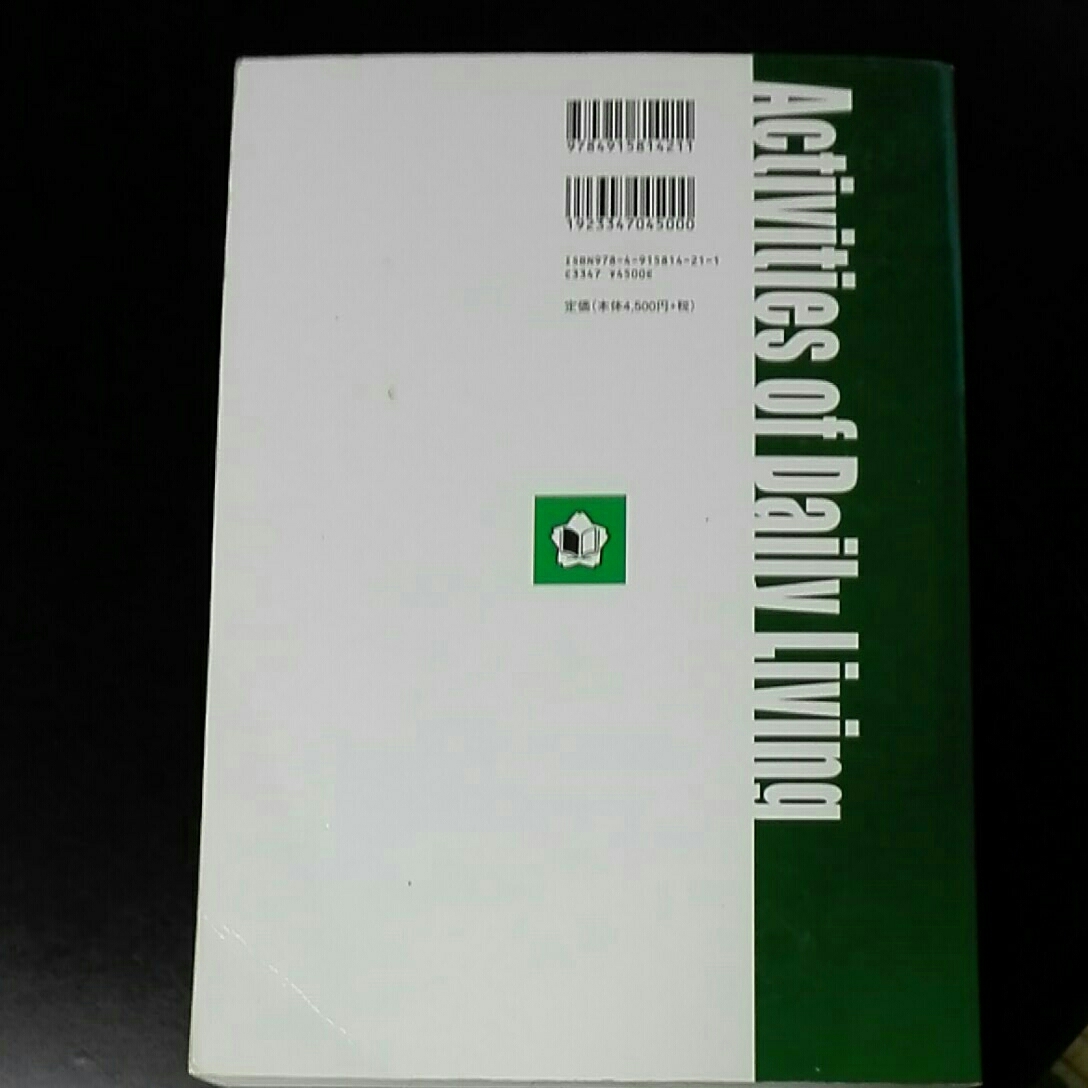 9784915814211
1923347045000
ISBN978-4-915814-21-1
C3347 ¥4500E
定価(本体4,500円+税)
Activities of Daily Living